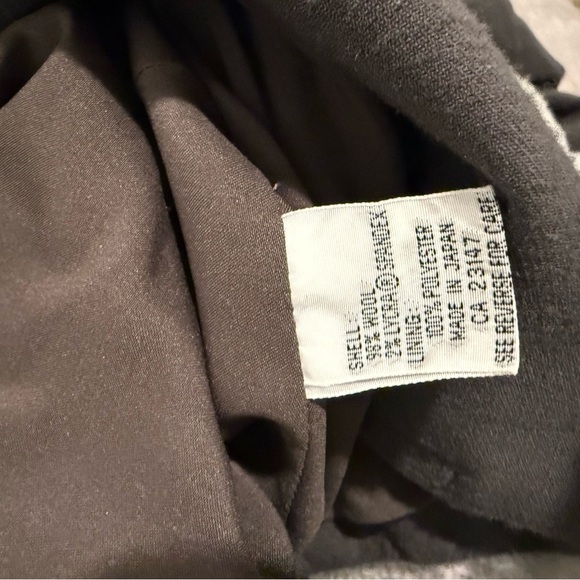 SHELL:
98% WOOL
2% LYCRA®SPANDEX
LINING:
100% POLYESTER
MADE IN JAPAN
CA 23147
SEE REVERSE FOR CARE